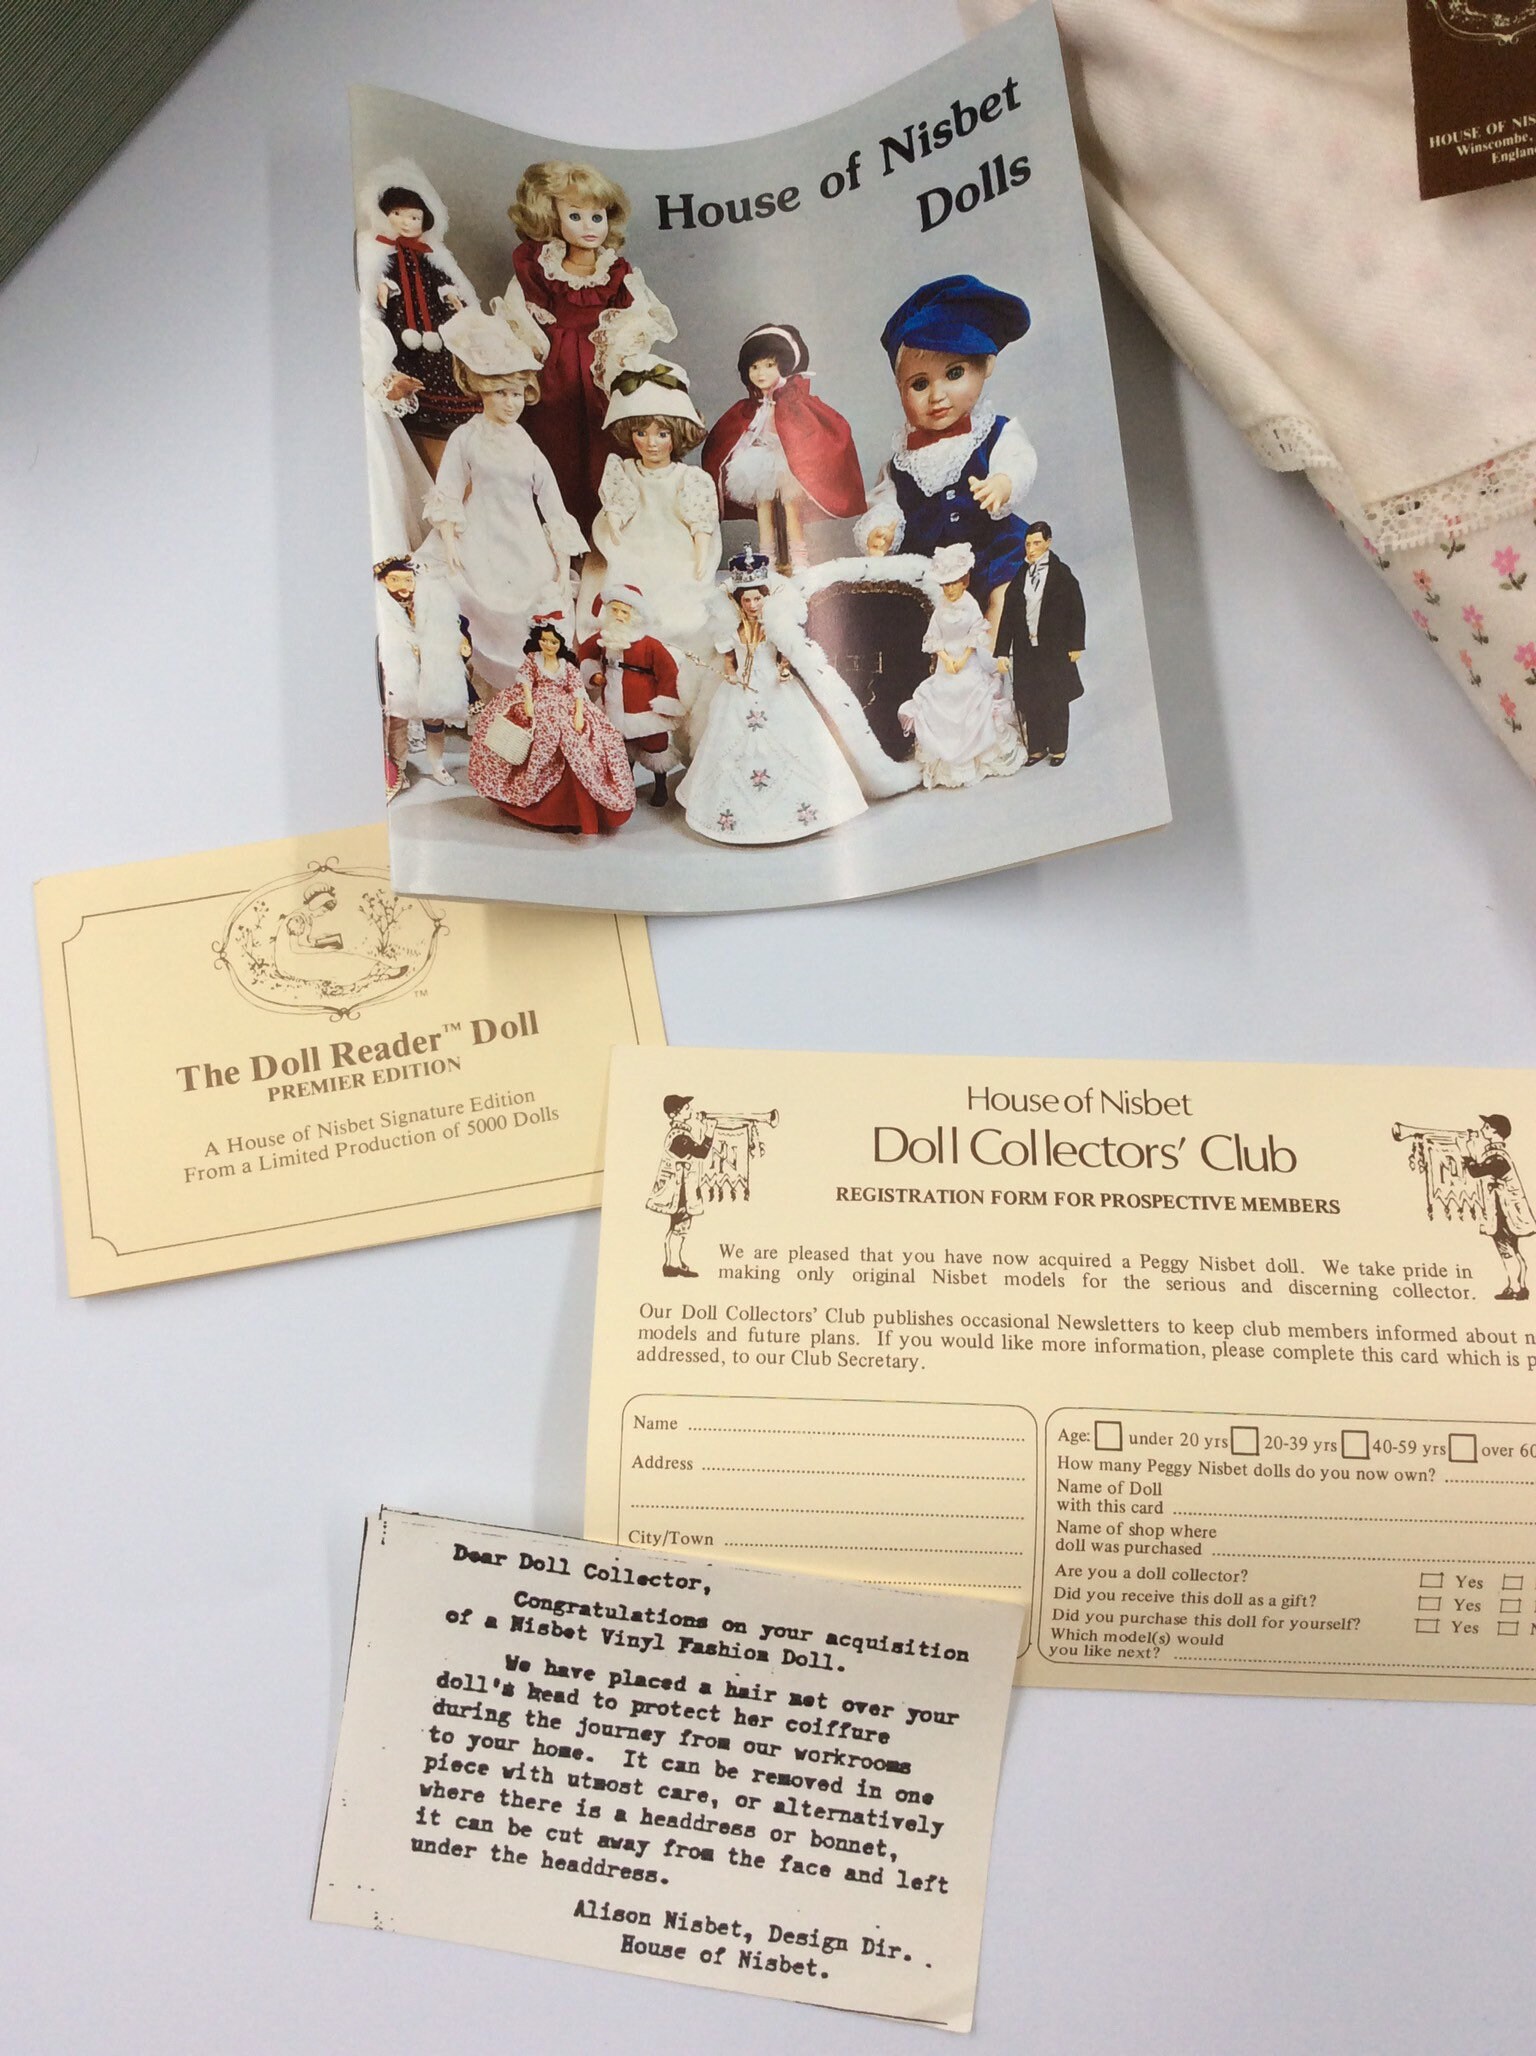 House of Nisbet
Dolls
HOUSE OF
Winscombe,
The Doll Reader™ Doll
PREMIER EDITION
A House of Nisbet Signature Edition
From a Limited Production of 5000 Dolls
TM
House of Nisbet
Doll Collectors' Club
REGISTRATION FORM FOR PROSPECTIVE MEMBERS
We are pleased that you have now acquired a Peggy Nisbet doll. We take pride in
making only original Nisbet models for the serious and discerning collector.
Our Doll Collectors' Club publishes occasional Newsletters to keep club members informed about
models and future plans. If you would like more information, please complete this card which is
addressed, to our Club Secretary.
Name
Address
City/Town
Age: under 20 yrs 20-39 yrs 40-59 yrs over 60
How many Peggy Nisbet dolls do you now own?
Name of Doll
with this card
Name of shop where
doll was purchased
Are you a doll collector? Yes
Did you receive this doll as a gift? Yes
Did you purchase this doll for yourself? Yes
Which model(s) would
you like next?
Dear Doll Collector,
Congratulations on your acquisition
of a Nisbet Vinyl Fashion Doll.
We have placed a hair net over your
doll's head to protect her coiffure
during the journey from our workrooms
to your home. It can be removed in one
piece with utmost care, or alternatively
where there is a headdress or bonnet,
it can be cut away from the face and left
under the headdress.
Alison Nisbet, Design Dir.
House of Nisbet.